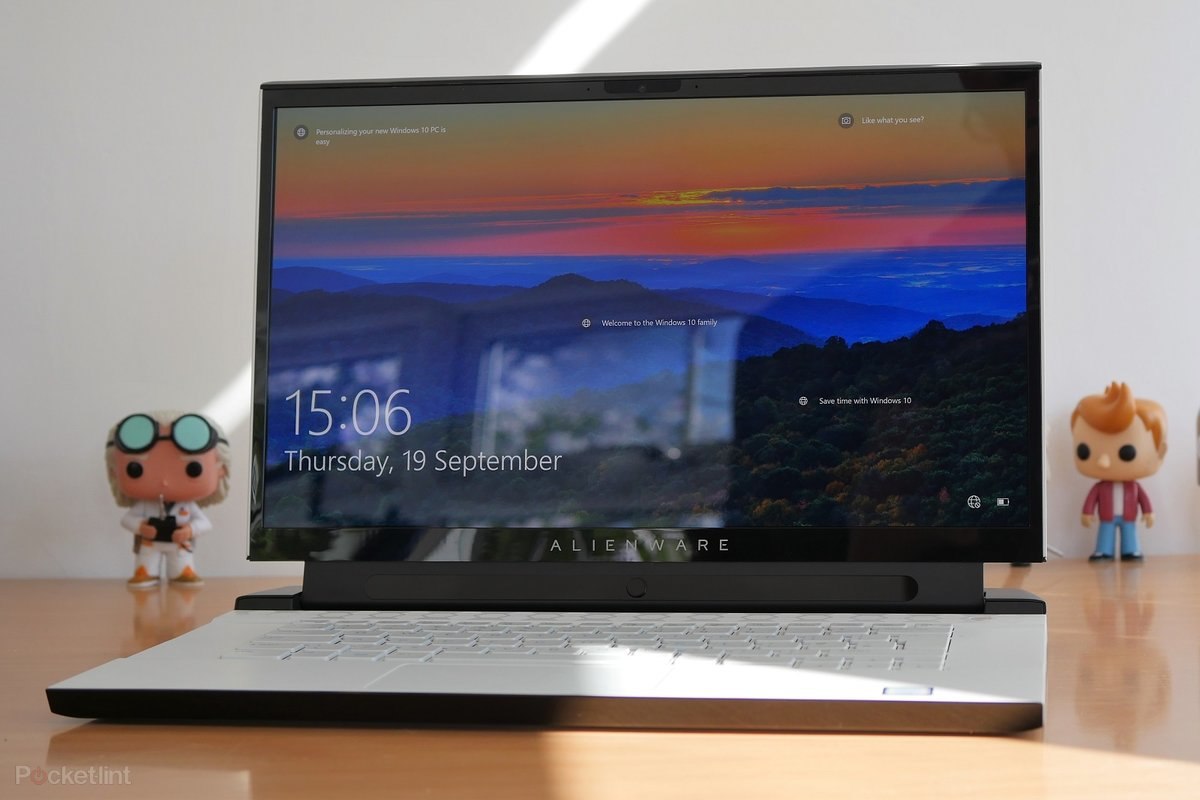 Personalizing your new Windows 10 PC is
easy
Like what you see?
Welcome to the Windows 10 family
Save time with Windows 10
15:06
Thursday, 19 September
ALIENWARE
Pocketlint